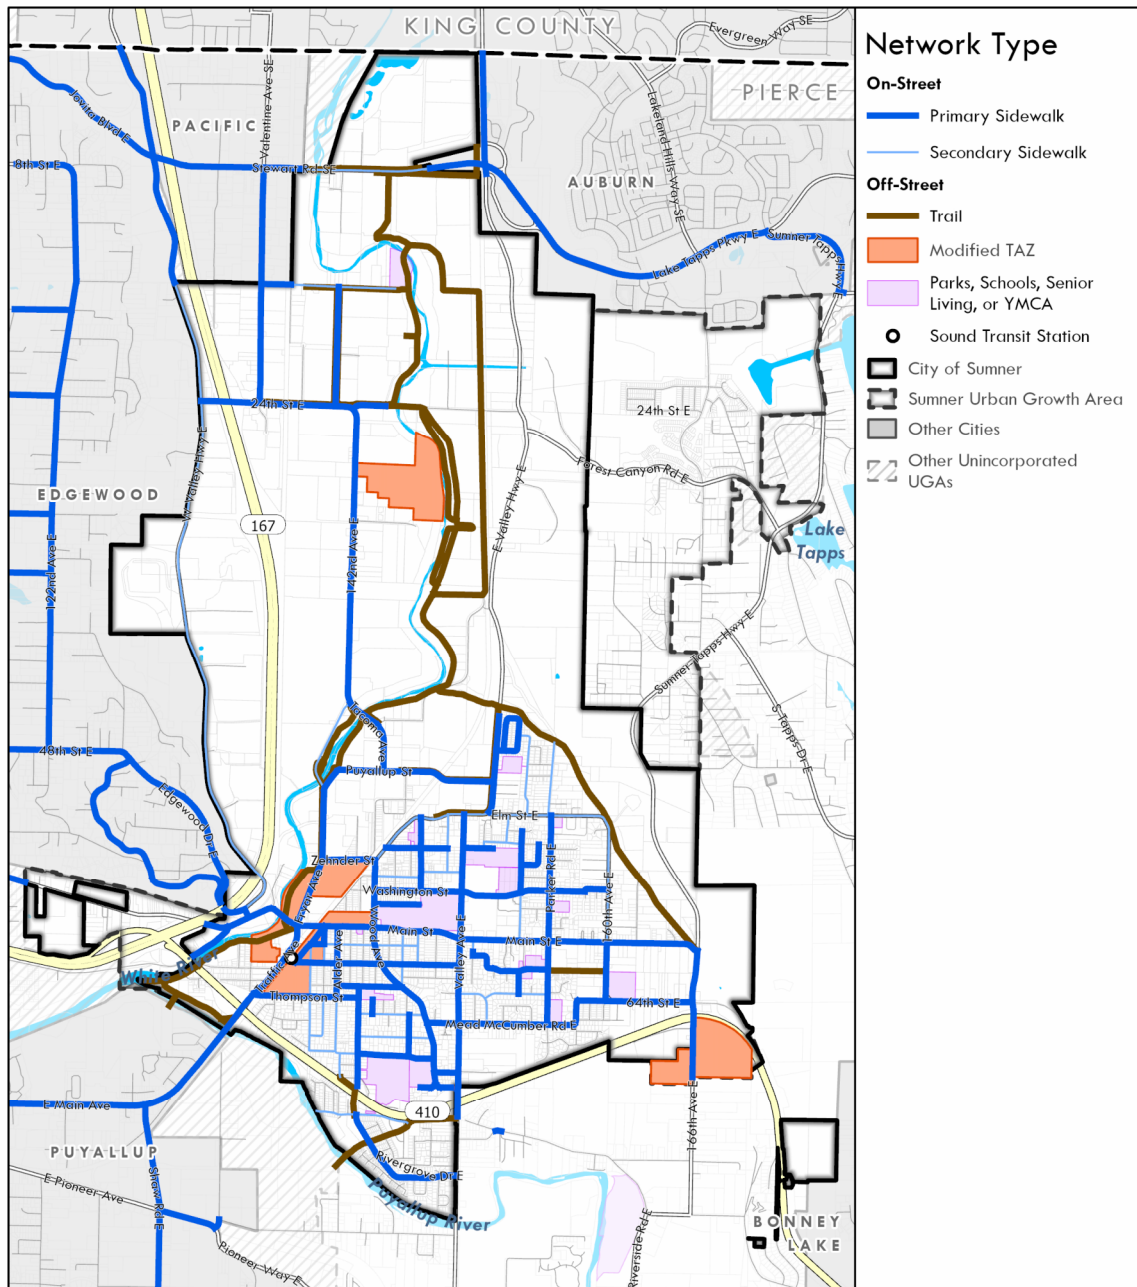 KING COUNTY
Evergreen Way SE
PIERCE
Jovita Blvd E
PACIFIC
Valentine Ave SE
Lakeland Hills Way SE
8th St E
Stewart Rd SE
AUBURN
Lake Tapps Pkwy E
Sumner Tapps Hwy E
24th St E
24th St E
W Valley Hwy E
E Valley Hwy E
Forest Canyon Rd E
EDGEWOOD
167
Lake
Tapps
122nd Ave E
142nd Ave E
Sumner Tapps Hwy E
S Tapps Dr E
Tacoma Ave
48th St E
Puyallup St
Edgewood Dr E
Elm St E
Zehnder St
Fryar Ave
Washington St
Wood Ave
Parker Rd E
160th Ave E
Main St
Main St E
Valley Ave E
Alder Ave
Traffic Ave
White River
Thompson St
64th St E
Mead McCumber Rd E
E Main Ave
410
166th Ave E
PUYALLUP
Shaw Rd E
E Pioneer Ave
Rivergrove Dr E
Puyallup River
Pioneer Way E
Riverside Rd E
BONNEY
LAKE
Network Type
On-Street
Primary Sidewalk
Secondary Sidewalk
Off-Street
Trail
Modified TAZ
Parks, Schools, Senior
Living, or YMCA
Sound Transit Station
City of Sumner
Sumner Urban Growth Area
Other Cities
Other Unincorporated
UGAs